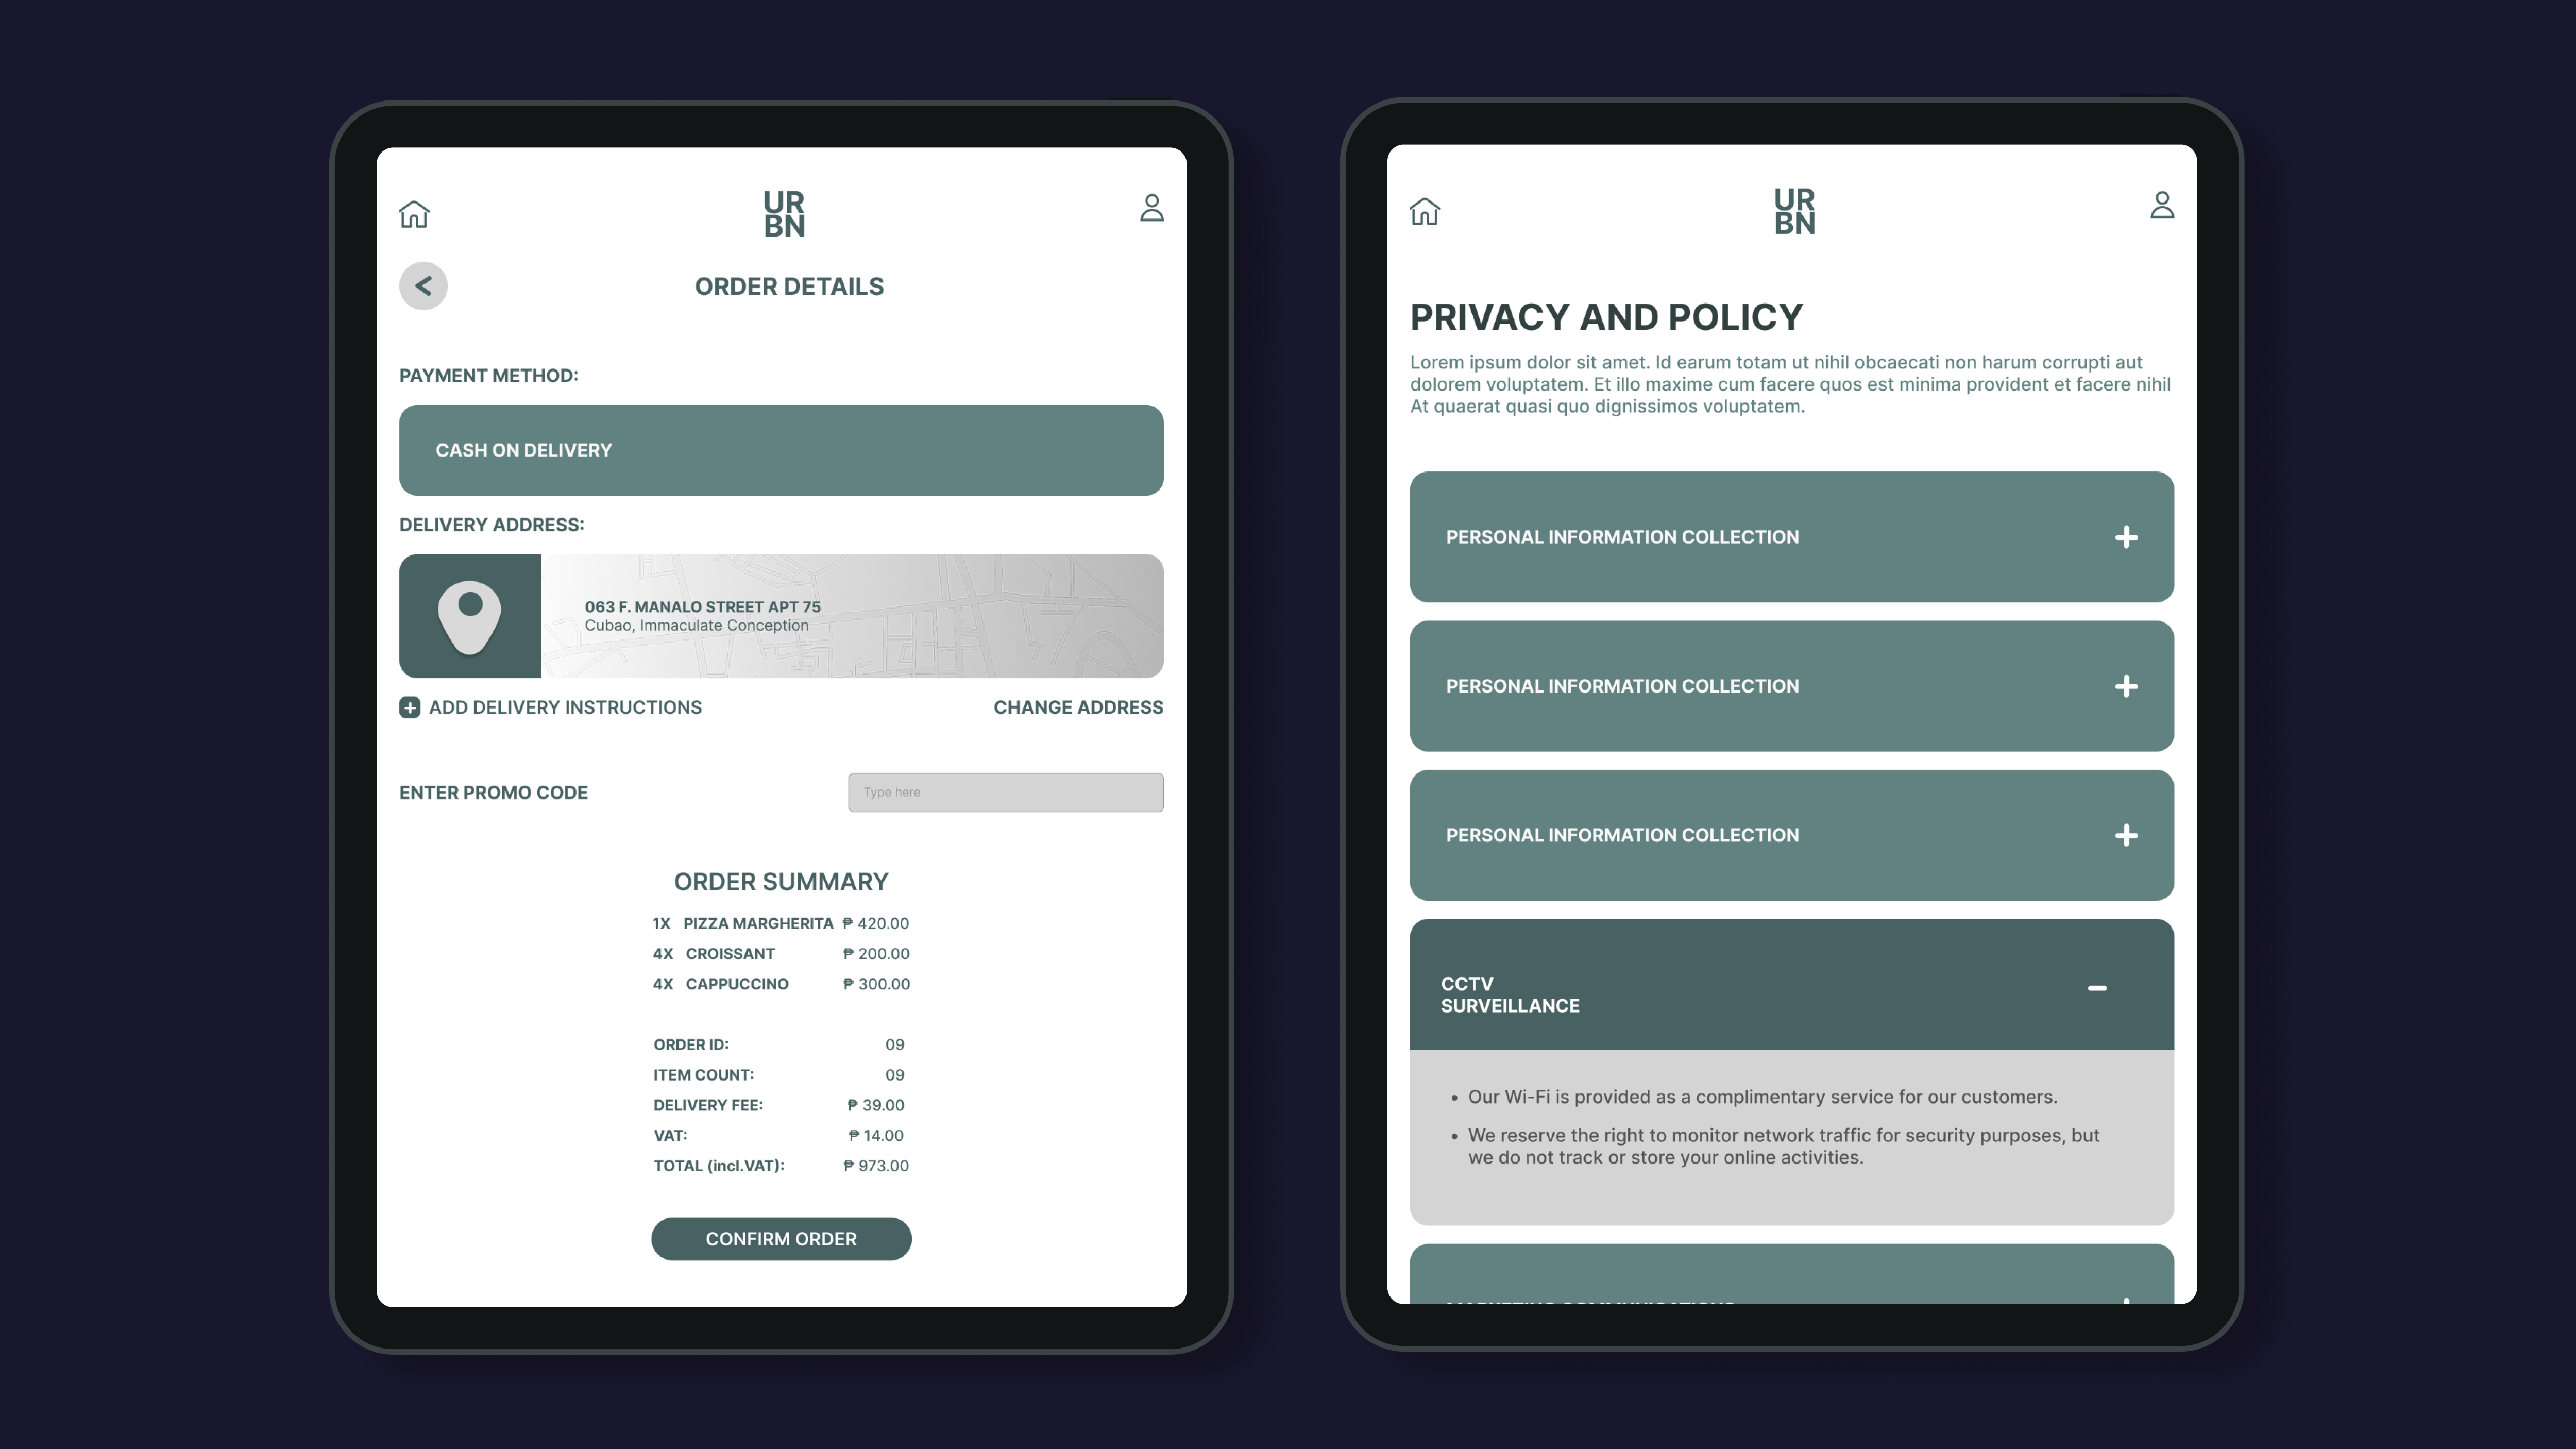 UR
BN
ORDER DETAILS
PAYMENT METHOD:
CASH ON DELIVERY
DELIVERY ADDRESS:
063 F. MANALO STREET APT 75
Cubao, Immaculate Conception
ADD DELIVERY INSTRUCTIONS
CHANGE ADDRESS
ENTER PROMO CODE
Type here
ORDER SUMMARY
1X PIZZA MARGHERITA ₱ 420.00
4X CROISSANT ₱ 200.00
4X CAPPUCCINO ₱ 300.00
ORDER ID: 09
ITEM COUNT: 09
DELIVERY FEE: ₱ 39.00
VAT: ₱ 14.00
TOTAL (incl.VAT): ₱ 973.00
CONFIRM ORDER
UR
BN
PRIVACY AND POLICY
Lorem ipsum dolor sit amet. Id earum totam ut nihil obcaecati non harum corrupti aut
dolorem voluptatem. Et illo maxime cum facere quos est minima provident et facere nihil
At quaerat quasi quo dignissimos voluptatem.
PERSONAL INFORMATION COLLECTION
PERSONAL INFORMATION COLLECTION
PERSONAL INFORMATION COLLECTION
CCTV
SURVEILLANCE
• Our Wi-Fi is provided as a complimentary service for our customers.
• We reserve the right to monitor network traffic for security purposes, but
we do not track or store your online activities.